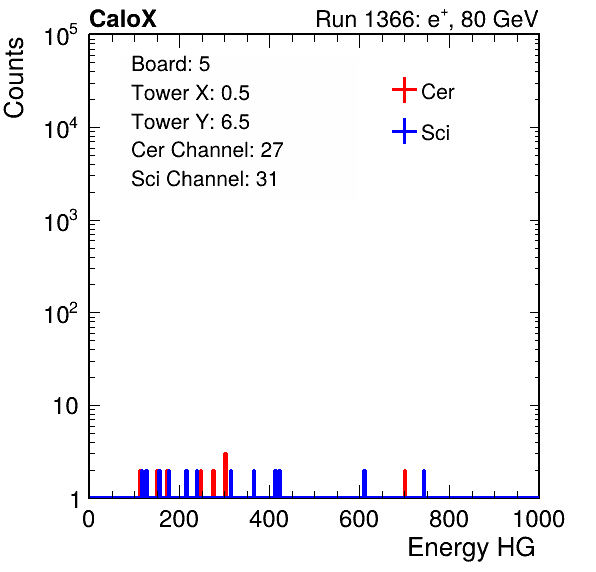 CaloX Run 1366: e⁺, 80 GeV
Counts
10⁵
10⁴
10³
10²
10
1
Board: 5
Tower X: 0.5
Tower Y: 6.5
Cer Channel: 27
Sci Channel: 31
Cer
Sci
0 200 400 600 800 1000
Energy HG